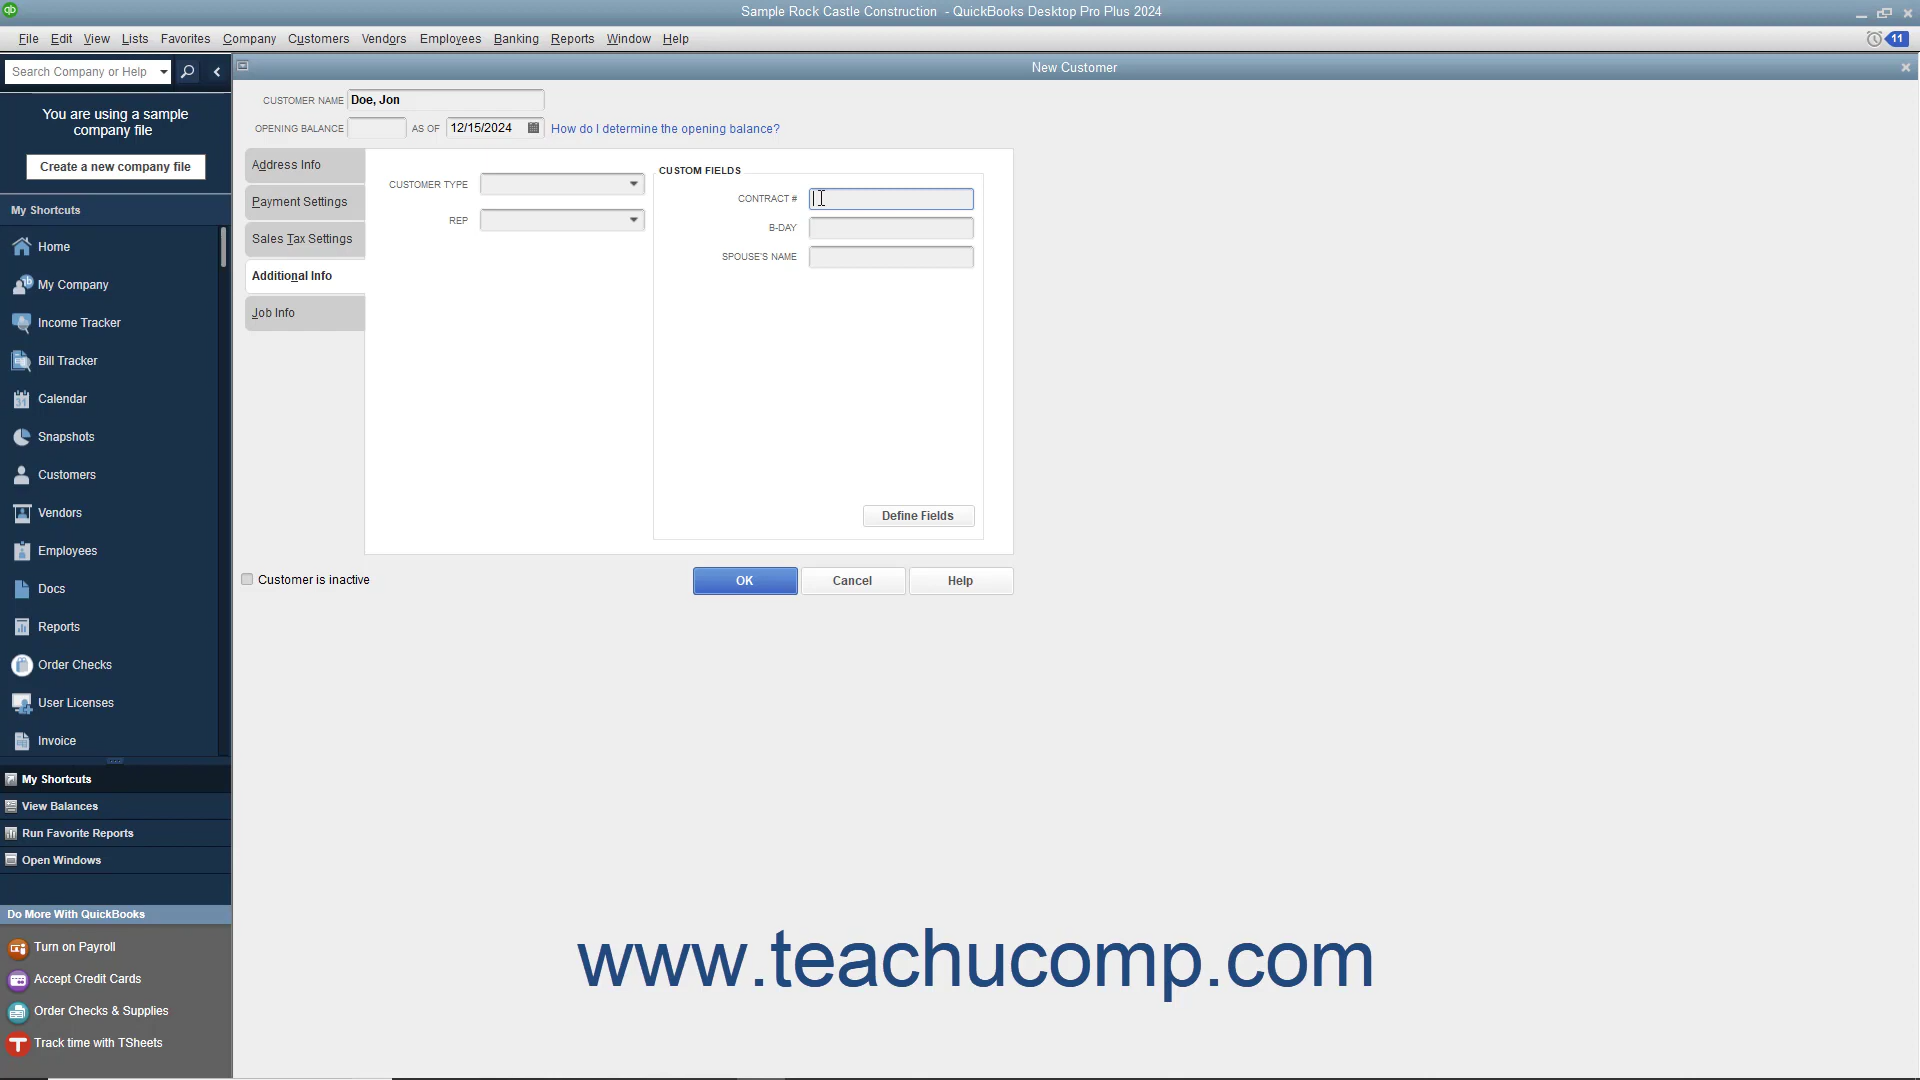 Sample Rock Castle Construction - QuickBooks Desktop Pro Plus 2024
File Edit View Lists Favorites Company Customers Vendors Employees Banking Reports Window Help
11
Search Company or Help
New Customer
You are using a sample
company file
Create a new company file
My Shortcuts
Home
My Company
Income Tracker
Bill Tracker
Calendar
Snapshots
Customers
Vendors
Employees
Docs
Reports
Order Checks
User Licenses
Invoice
My Shortcuts
View Balances
Run Favorite Reports
Open Windows
Do More With QuickBooks
Turn on Payroll
Accept Credit Cards
Order Checks & Supplies
Track time with TSheets
CUSTOMER NAME Doe, Jon
OPENING BALANCE AS OF 12/15/2024 How do I determine the opening balance?
Address Info
Payment Settings
Sales Tax Settings
Additional Info
Job Info
CUSTOMER TYPE
REP
CUSTOM FIELDS
CONTRACT #
B-DAY
SPOUSE'S NAME
Define Fields
Customer is inactive
OK Cancel Help
www.teachucomp.com